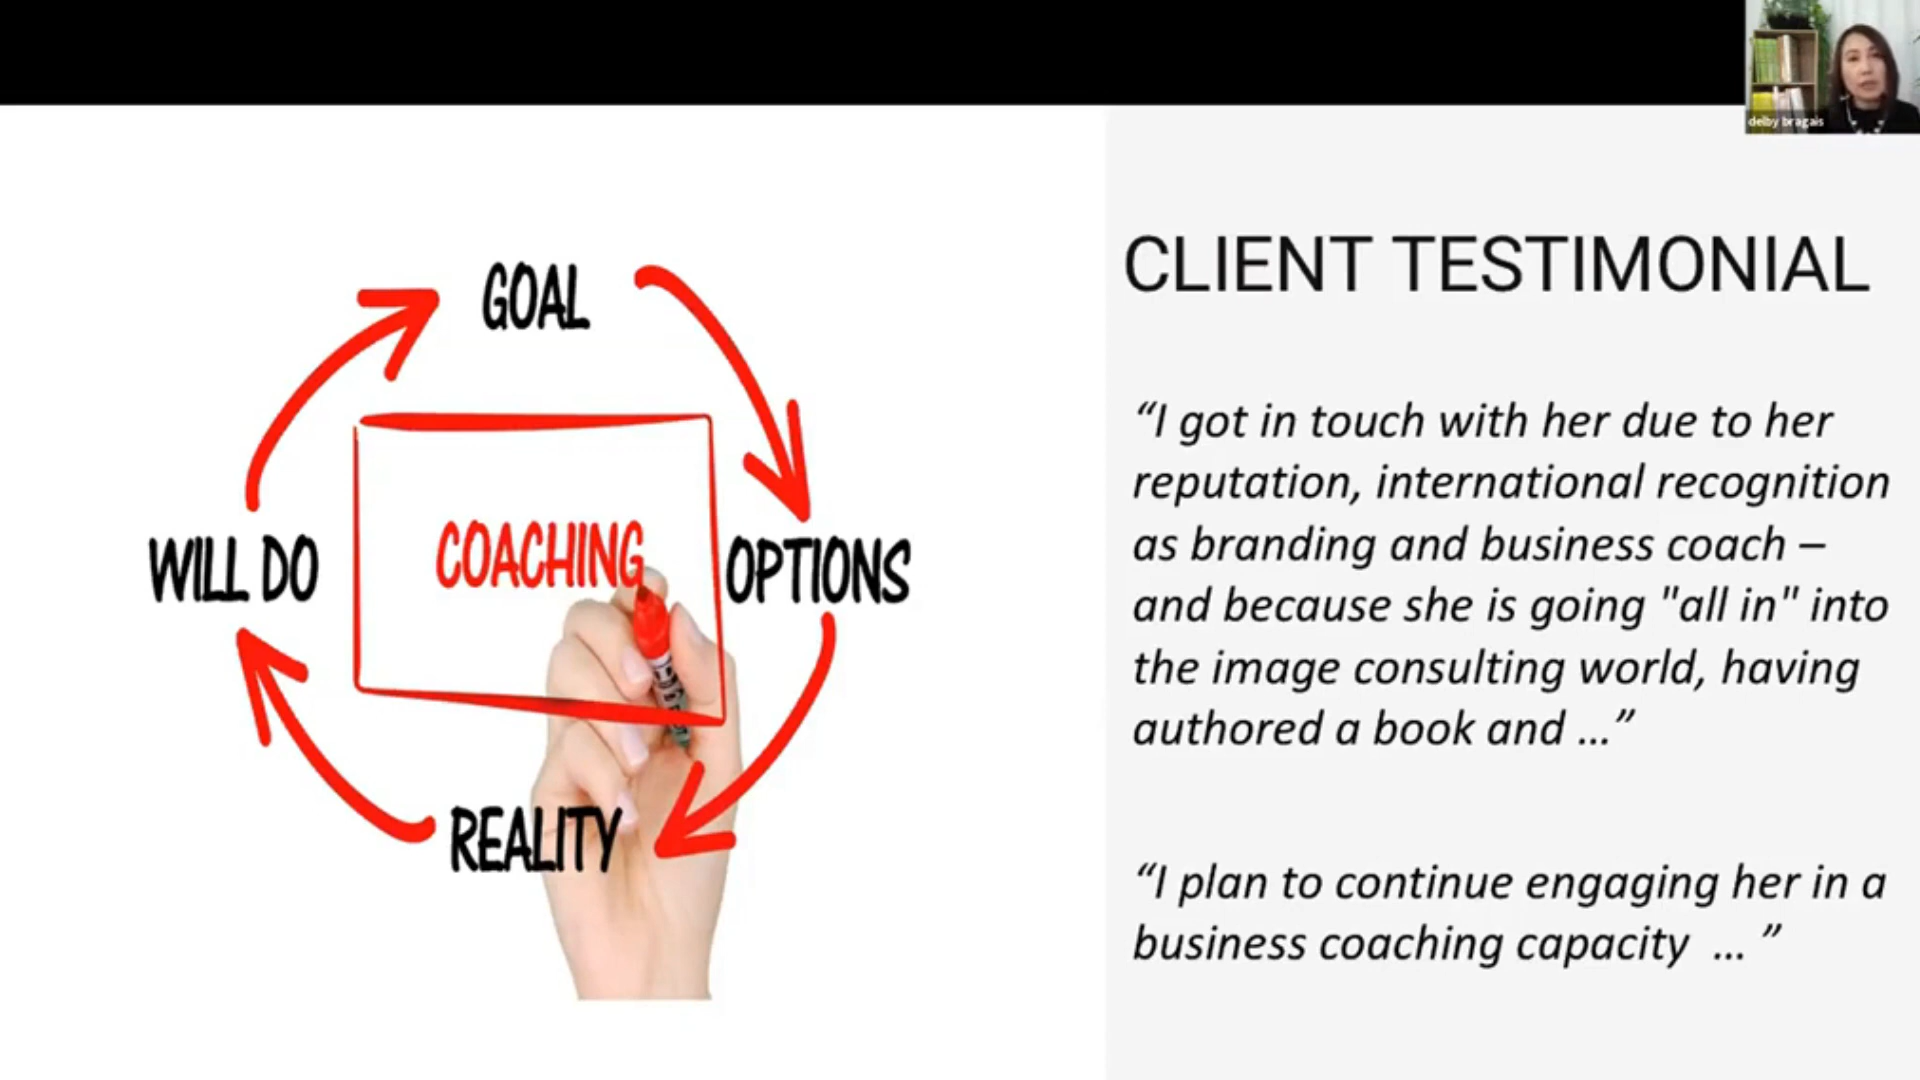 delby bragais
GOAL
WILL DO
COACHING
OPTIONS
REALITY
CLIENT TESTIMONIAL
“I got in touch with her due to her
reputation, international recognition
as branding and business coach –
and because she is going "all in" into
the image consulting world, having
authored a book and …”
“I plan to continue engaging her in a
business coaching capacity … ”